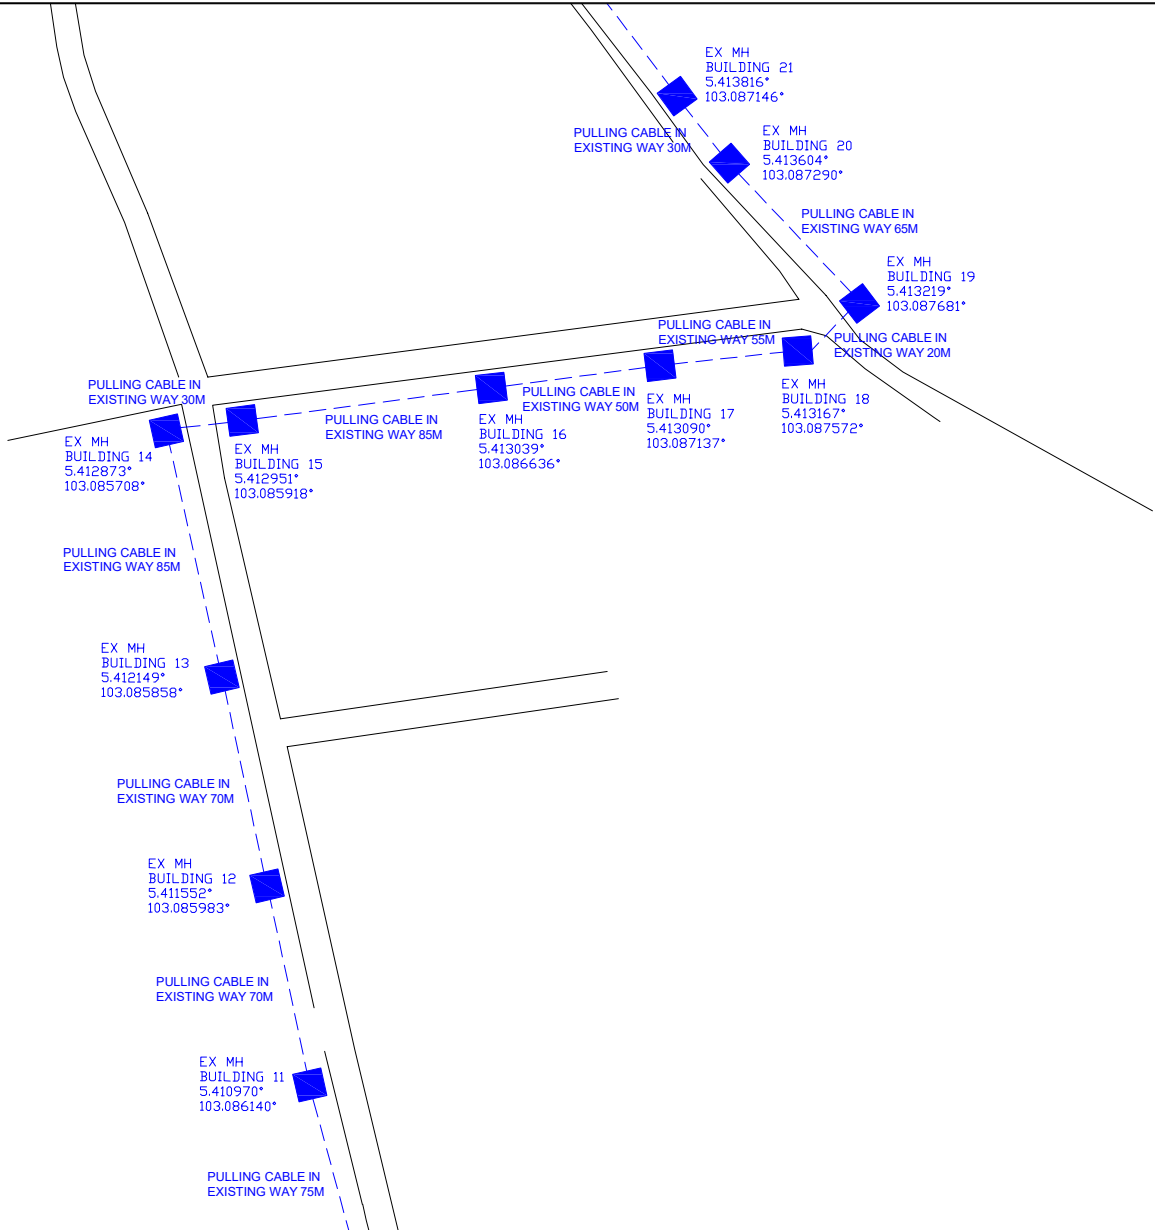 EX MH
BUILDING 21
5.413816°
103.087146°
PULLING CABLE IN
EXISTING WAY 30M
EX MH
BUILDING 20
5.413604°
103.087290°
PULLING CABLE IN
EXISTING WAY 65M
EX MH
BUILDING 19
5.413219°
103.087681°
PULLING CABLE IN
EXISTING WAY 55M
PULLING CABLE IN
EXISTING WAY 20M
EX MH
BUILDING 18
5.413167°
103.087572°
PULLING CABLE IN
EXISTING WAY 30M
PULLING CABLE IN
EXISTING WAY 50M
EX MH
BUILDING 17
5.413090°
103.087137°
PULLING CABLE IN
EXISTING WAY 85M
EX MH
BUILDING 16
5.413039°
103.086636°
EX MH
BUILDING 14
5.412873°
103.085708°
EX MH
BUILDING 15
5.412951°
103.085918°
PULLING CABLE IN
EXISTING WAY 85M
EX MH
BUILDING 13
5.412149°
103.085858°
PULLING CABLE IN
EXISTING WAY 70M
EX MH
BUILDING 12
5.411552°
103.085983°
PULLING CABLE IN
EXISTING WAY 70M
EX MH
BUILDING 11
5.410970°
103.086140°
PULLING CABLE IN
EXISTING WAY 75M